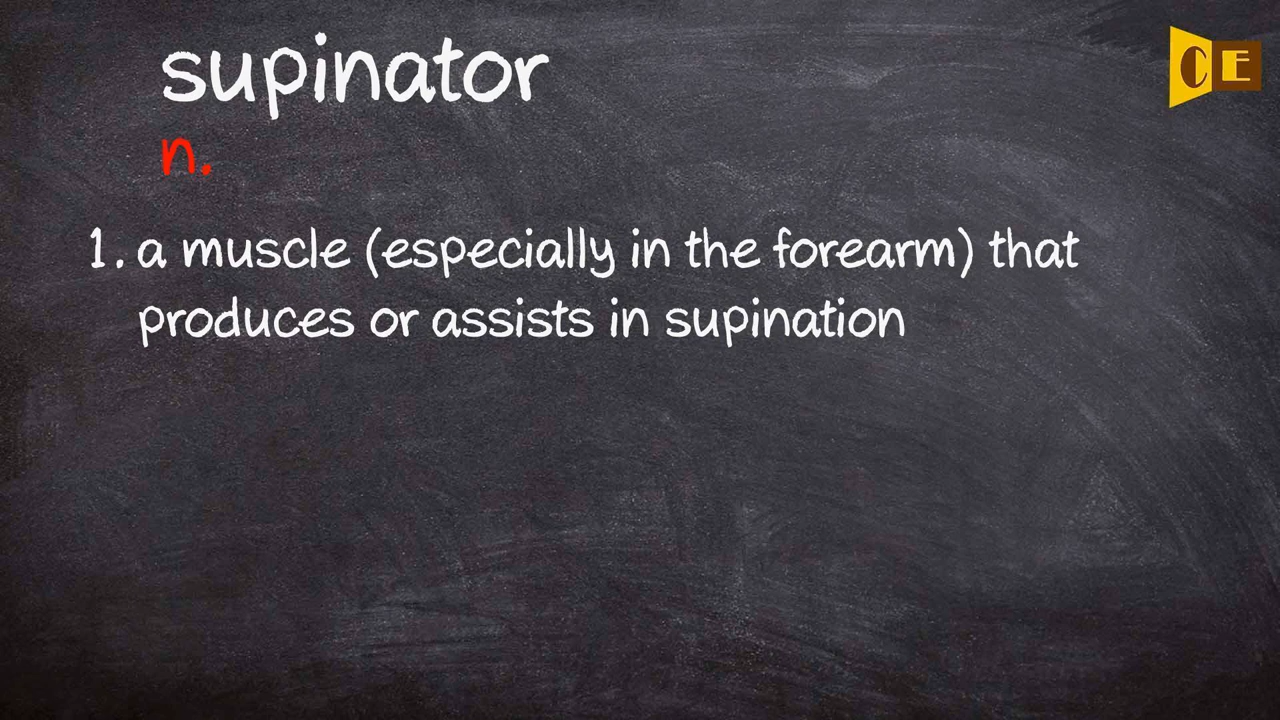 supinator
CE
n.
1. a muscle (especially in the forearm) that
produces or assists in supination